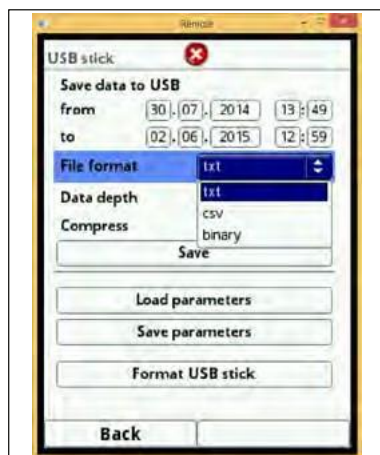 Remote
USB stick
Save data to USB
from 30 . 07 . 2014 13 : 49
to 02 . 06 . 2015 12 : 59
File format txt
txt
Data depth
csv
Compress
binary
Save
Load parameters
Save parameters
Format USB stick
Back